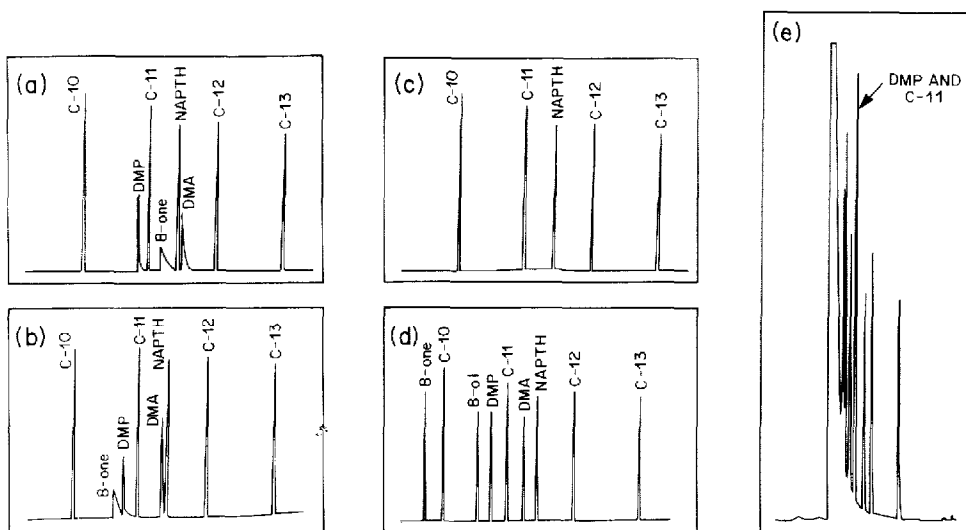 (a)
C-10
DMP
C-11
B-one
NAPTH
DMA
C-12
C-13
(b)
C-10
B-one
DMP
C-11
DMA
NAPTH
C-12
C-13
(c)
C-10
C-11
NAPTH
C-12
C-13
(d)
B-one
C-10
B-ol
DMP
C-11
DMA
NAPTH
C-12
C-13
(e)
DMP AND
C-11